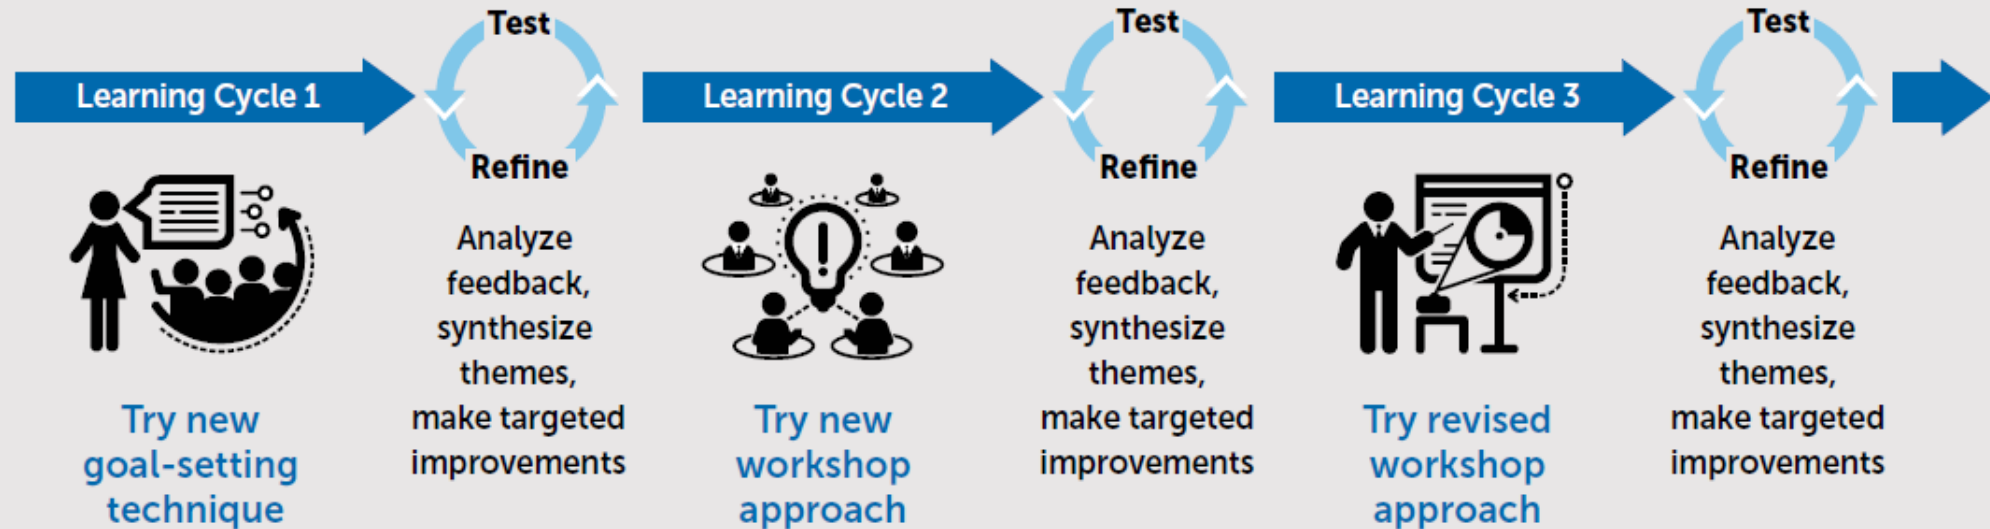 Learning Cycle 1
Test
Refine
Try new
goal-setting
technique
Analyze
feedback,
synthesize
themes,
make targeted
improvements
Learning Cycle 2
Test
Refine
Try new
workshop
approach
Analyze
feedback,
synthesize
themes,
make targeted
improvements
Learning Cycle 3
Test
Refine
Try revised
workshop
approach
Analyze
feedback,
synthesize
themes,
make targeted
improvements